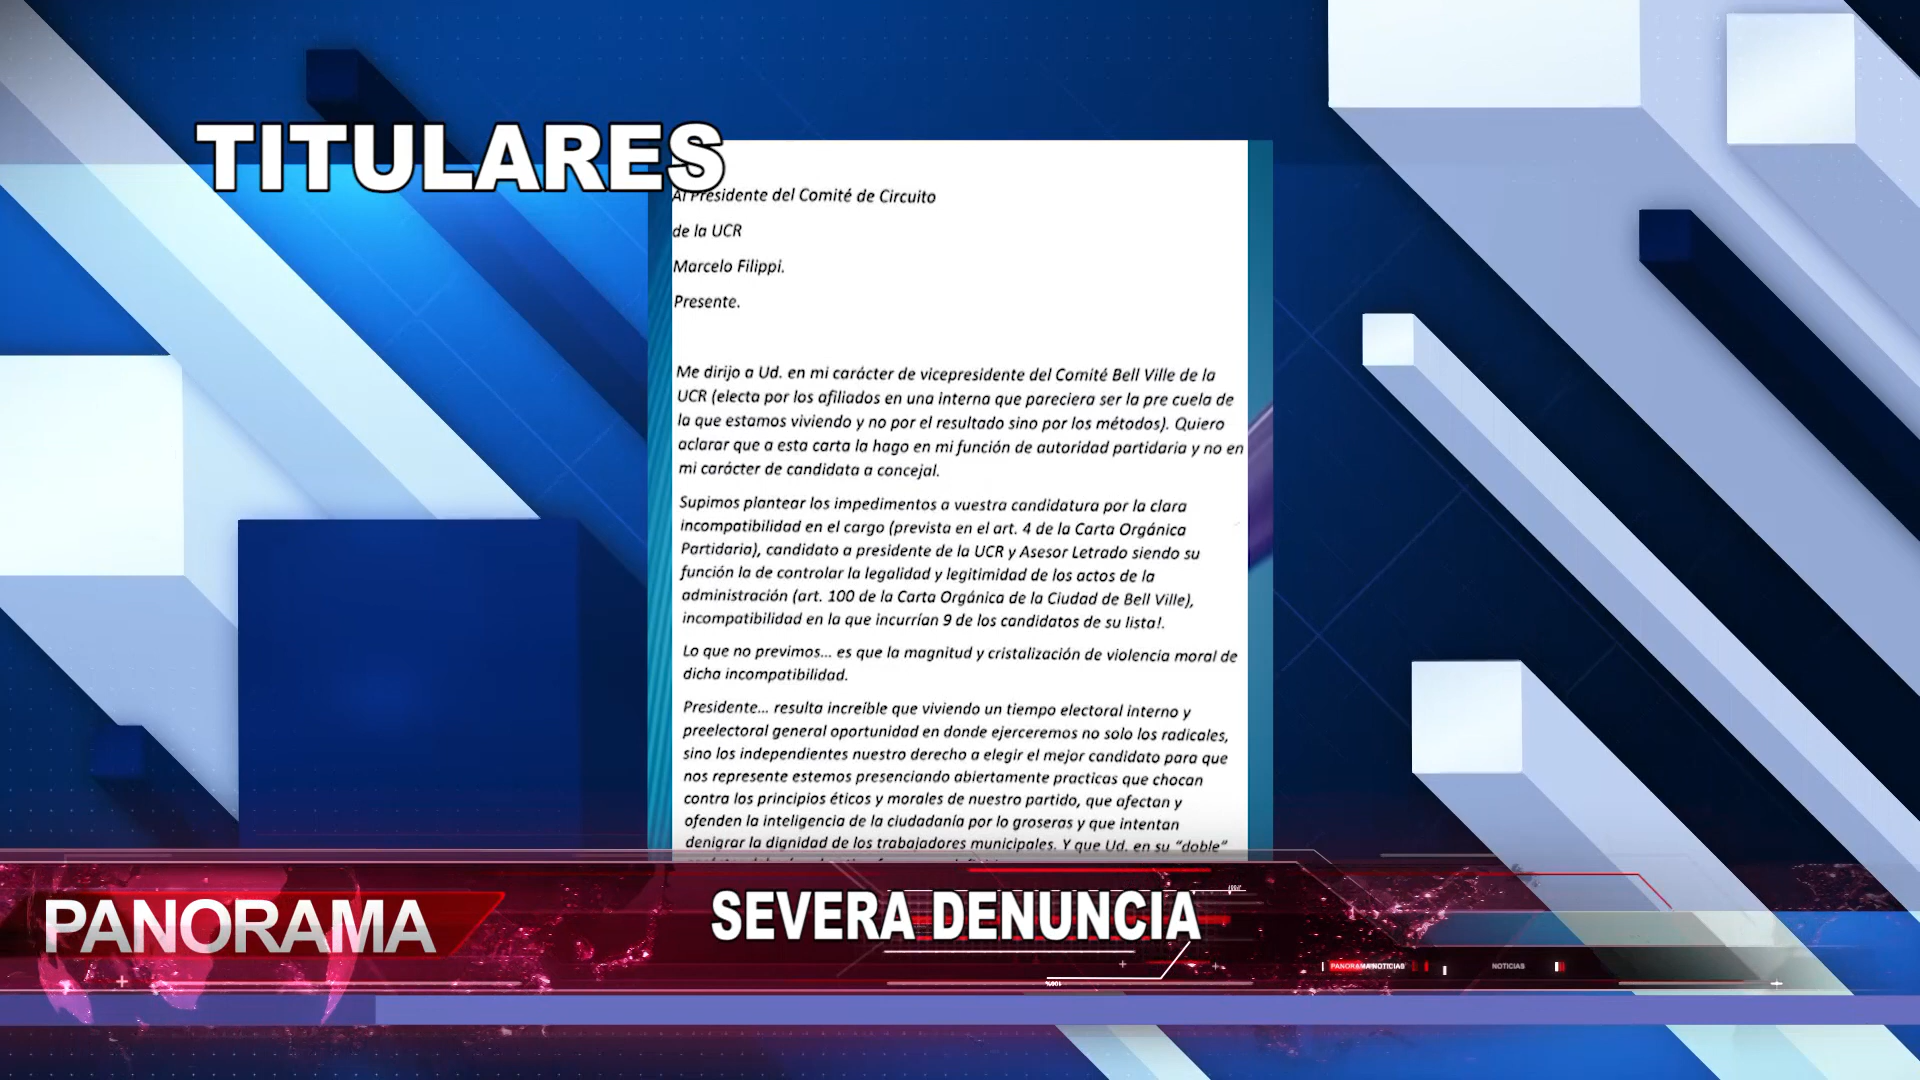 TITULARES
Al Presidente del Comité de Circuito
de la UCR
Marcelo Filippi.
Presente.
Me dirijo a Ud. en mi carácter de vicepresidente del Comité Bell Ville de la
UCR (electa por los afiliados en una interna que pareciera ser la pre cuela de
la que estamos viviendo y no por el resultado sino por los métodos). Quiero
aclarar que a esta carta la hago en mi función de autoridad partidaria y no en
mi carácter de candidata a concejal.
Supimos plantear los impedimentos a vuestra candidatura por la clara
incompatibilidad en el cargo (prevista en el art. 4 de la Carta Orgánica
Partidaria), candidato a presidente de la UCR y Asesor Letrado siendo su
función la de controlar la legalidad y legitimidad de los actos de la
administración (art. 100 de la Carta Orgánica de la Ciudad de Bell Ville),
incompatibilidad en la que incurrían 9 de los candidatos de su lista!.
Lo que no previmos... es que la magnitud y cristalización de violencia moral de
dicha incompatibilidad.
Presidente... resulta increíble que viviendo un tiempo electoral interno y
preelectoral general oportunidad en donde ejerceremos no solo los radicales,
sino los independientes nuestro derecho a elegir el mejor candidato para que
nos represente estemos presenciando abiertamente practicas que chocan
contra los principios éticos y morales de nuestro partido, que afectan y
ofenden la inteligencia de la ciudadanía por lo groseras y que intentan
denigrar la dignidad de los trabajadores municipales. Y que Ud. en su "doble"
PANORAMA
SEVERA DENUNCIA
PANORAMA NOTICIAS
NOTICIAS